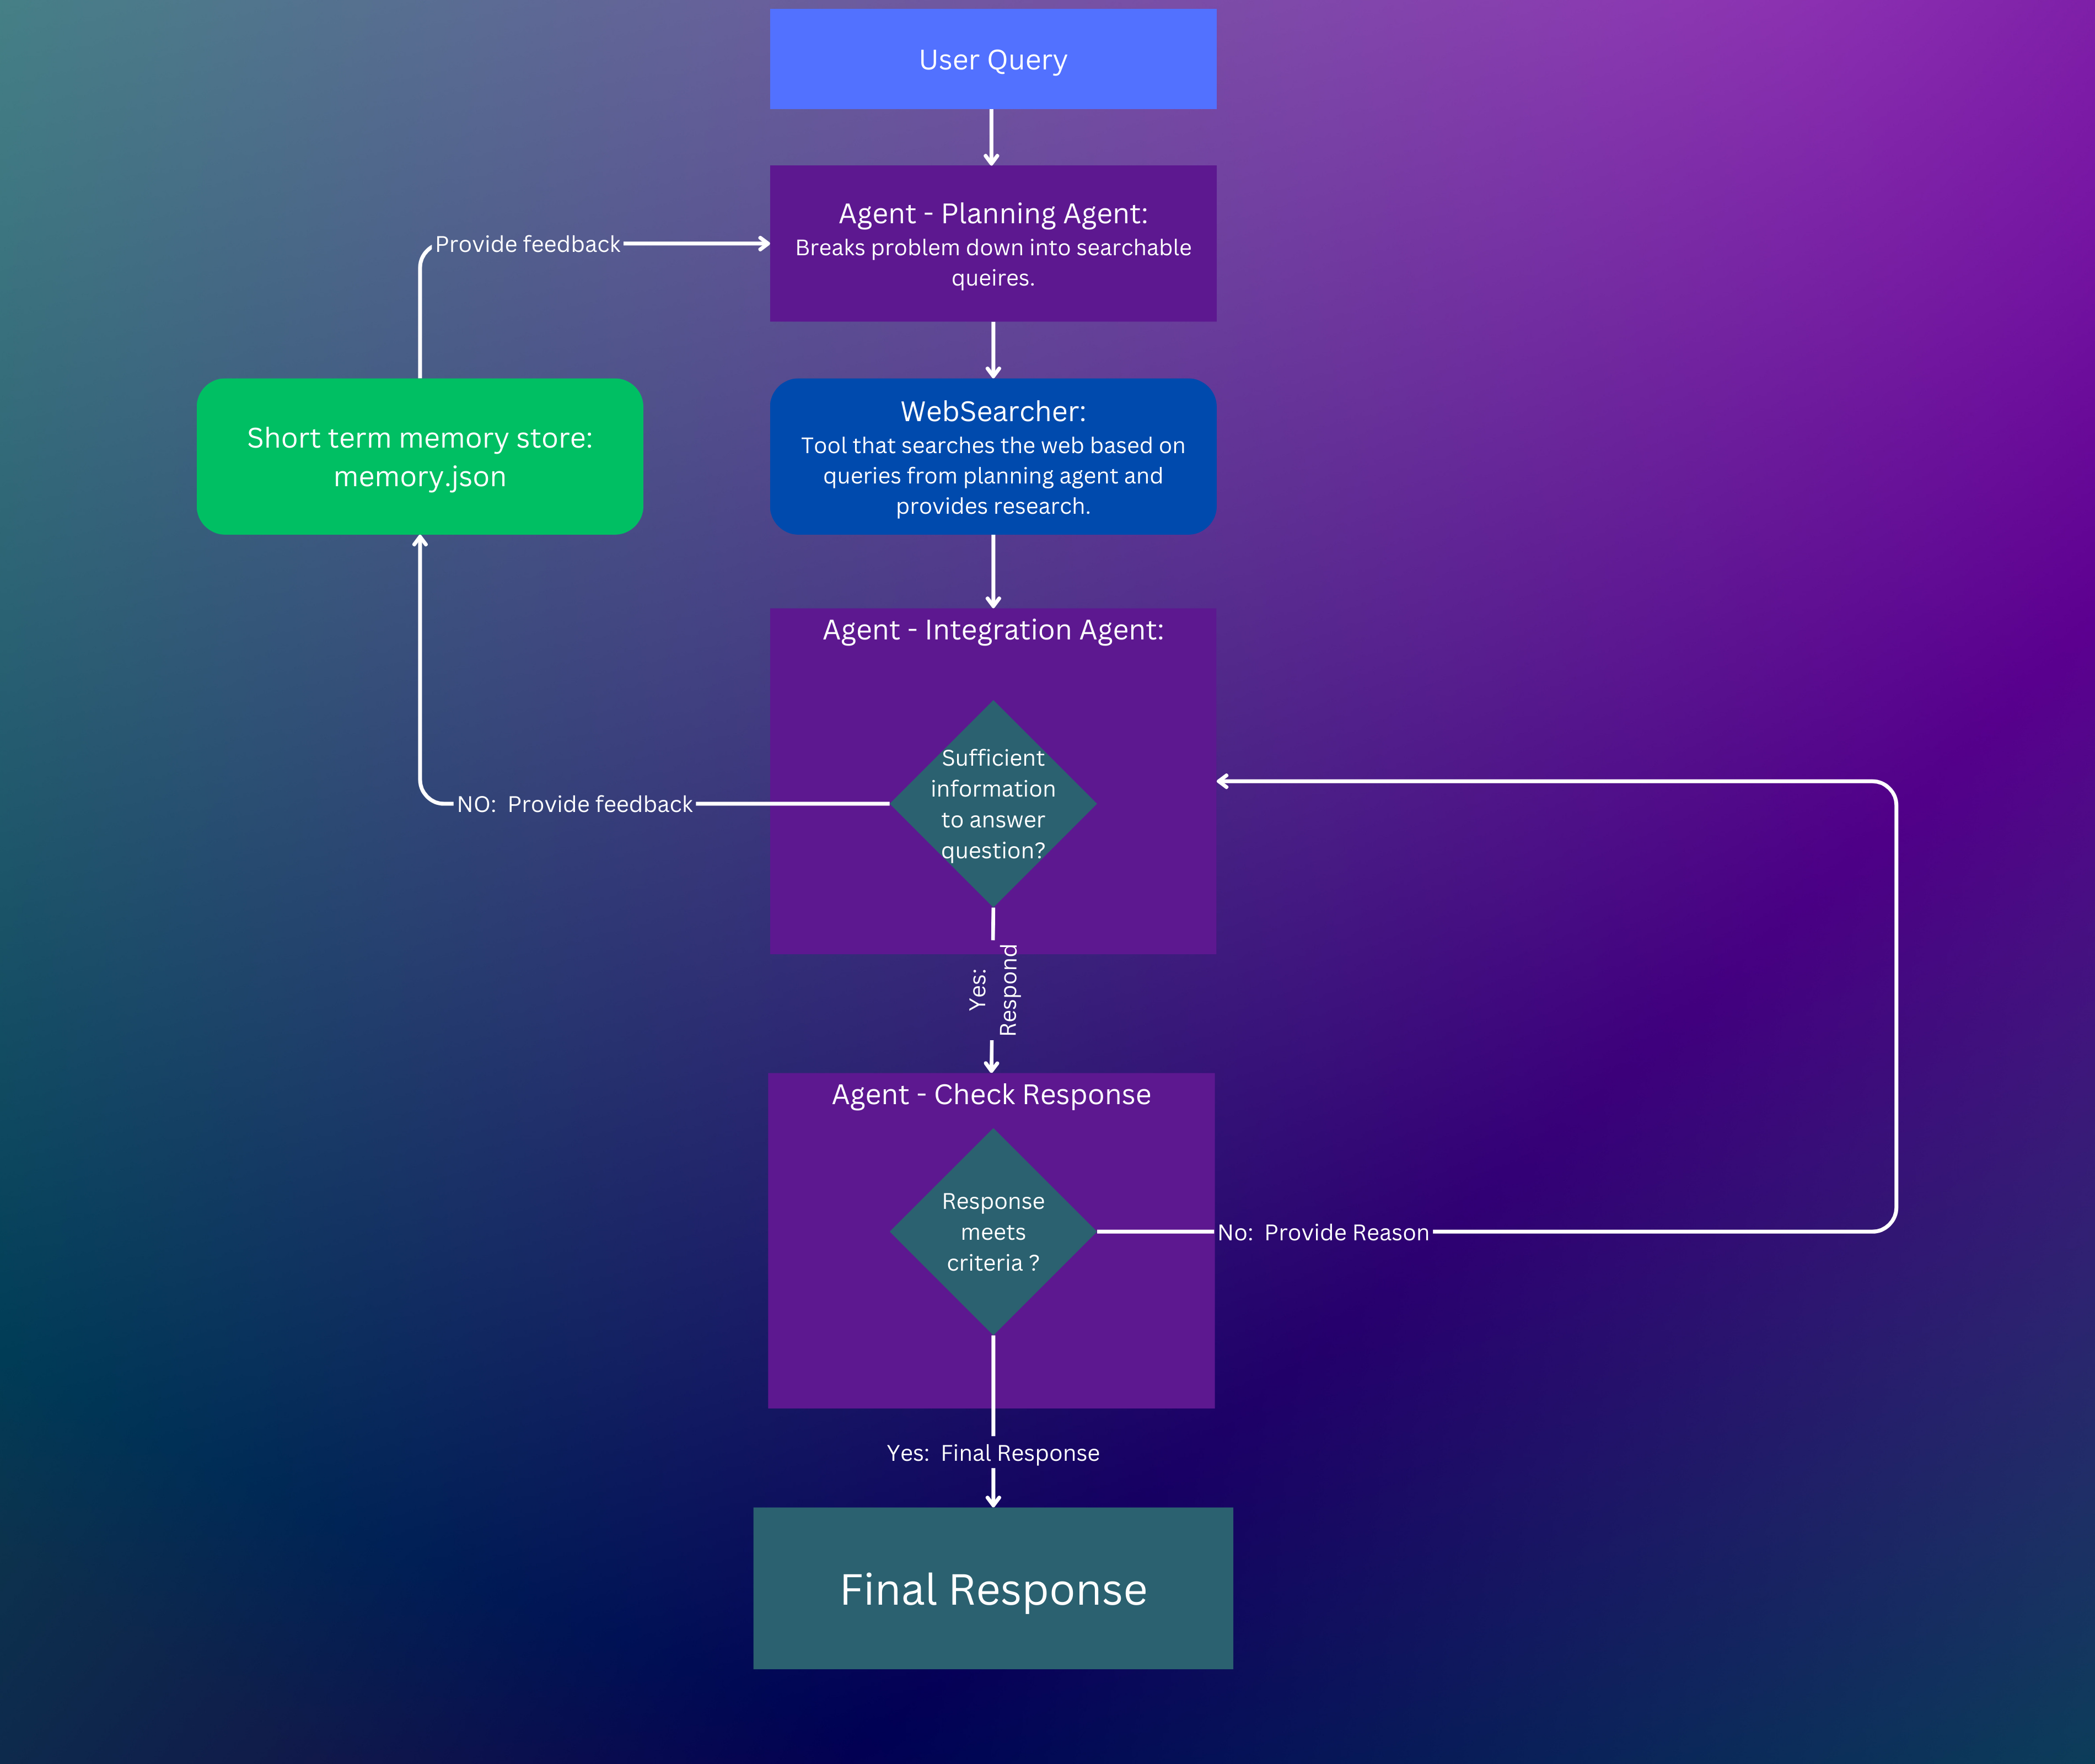 User Query
Agent - Planning Agent:
Breaks problem down into searchable
queires.
Provide feedback
Short term memory store:
memory.json
WebSearcher:
Tool that searches the web based on
queries from planning agent and
provides research.
Agent - Integration Agent:
Sufficient
information
to answer
question?
NO:  Provide feedback
Yes:
Respond
Agent - Check Response
Response
meets
criteria ?
No:  Provide Reason
Yes:  Final Response
Final Response